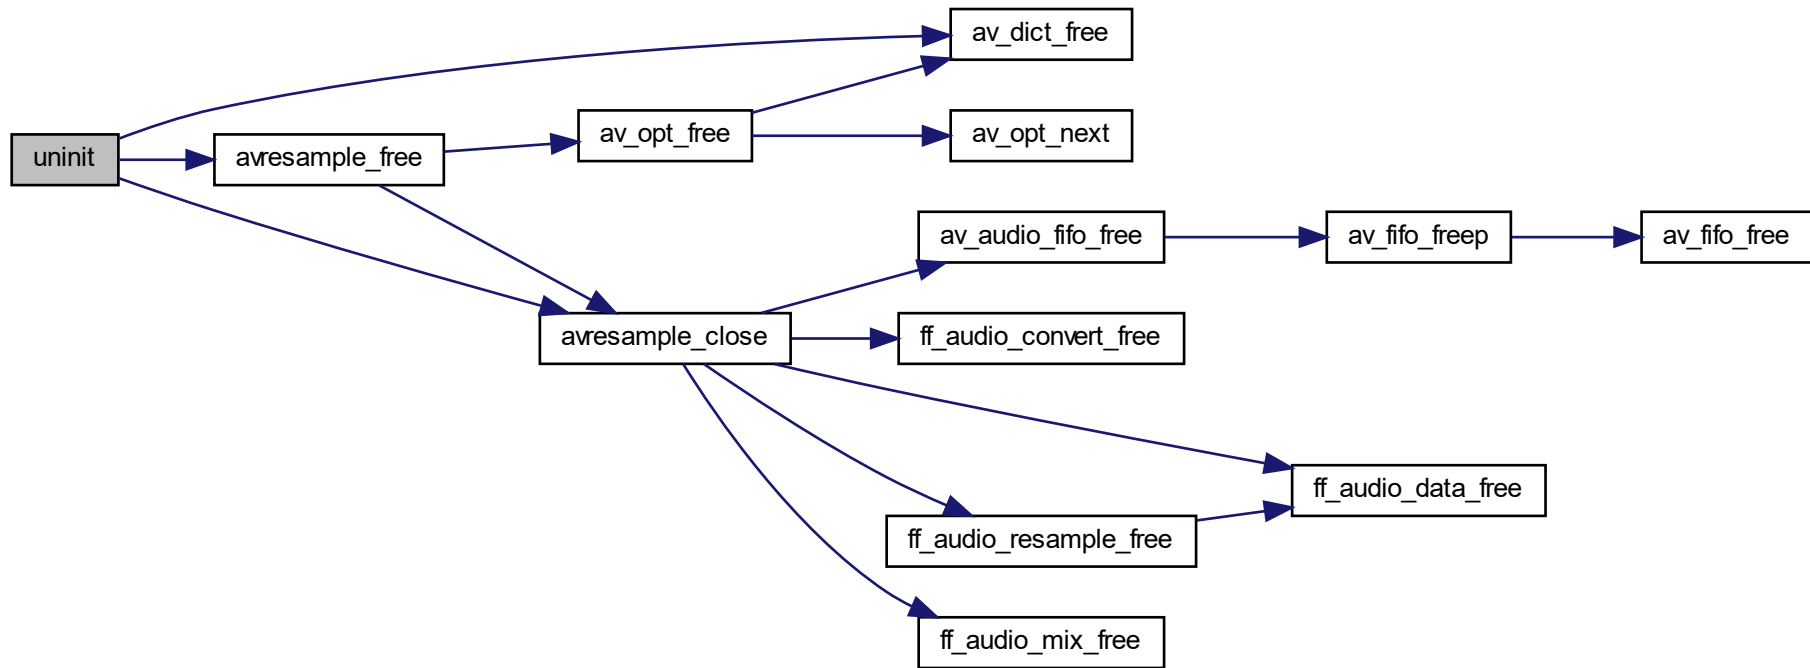 av_dict_free
av_opt_free
av_opt_next
uninit
avresample_free
av_audio_fifo_free
av_fifo_freep
av_fifo_free
avresample_close
ff_audio_convert_free
ff_audio_data_free
ff_audio_resample_free
ff_audio_mix_free